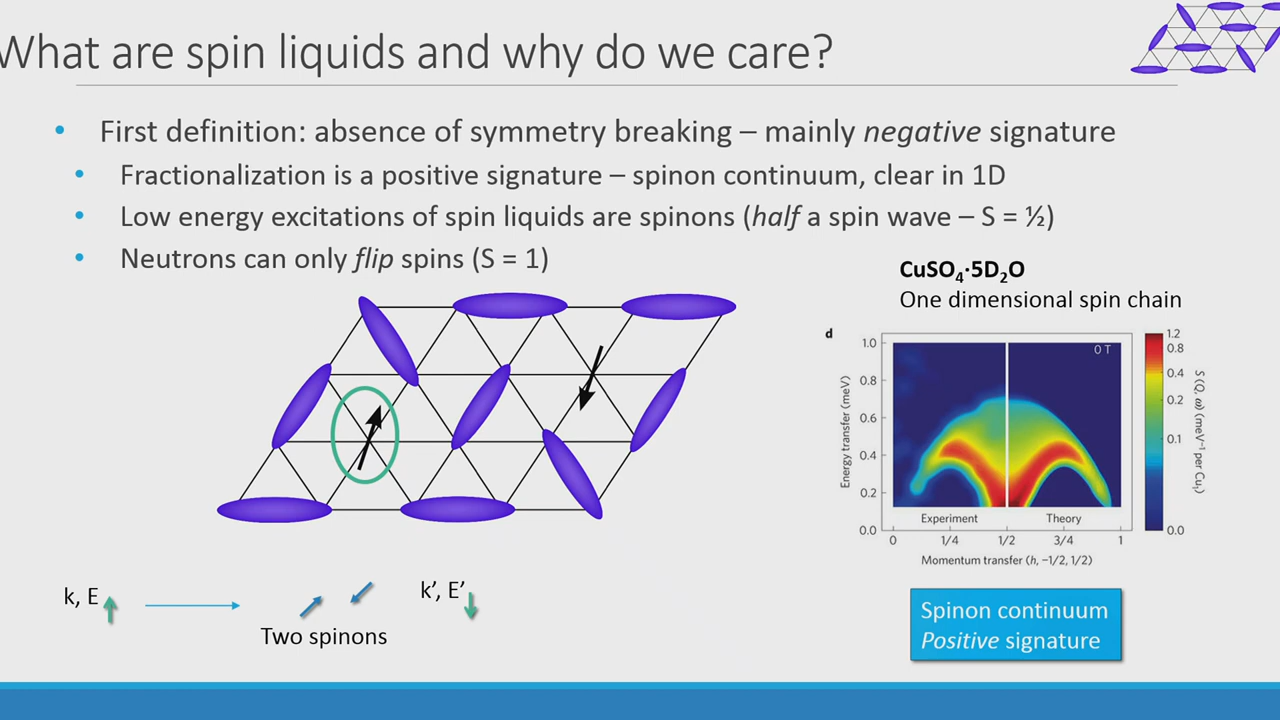 What are spin liquids and why do we care?
• First definition: absence of symmetry breaking – mainly negative signature
• Fractionalization is a positive signature – spinon continuum, clear in 1D
• Low energy excitations of spin liquids are spinons (half a spin wave – S = ½)
• Neutrons can only flip spins (S = 1)
CuSO₄·5D₂O
One dimensional spin chain
d
0 T
1.0
0.8
0.6
0.4
0.2
0.0
Energy transfer (meV)
Experiment
Theory
0
1/4
1/2
3/4
1
Momentum transfer (h, −1/2, 1/2)
1.2
0.8
0.4
0.2
0.1
0.0
S (Q, ω) (meV⁻¹ per Cu₁)
k, E
Two spinons
k’, E’
Spinon continuum
Positive signature